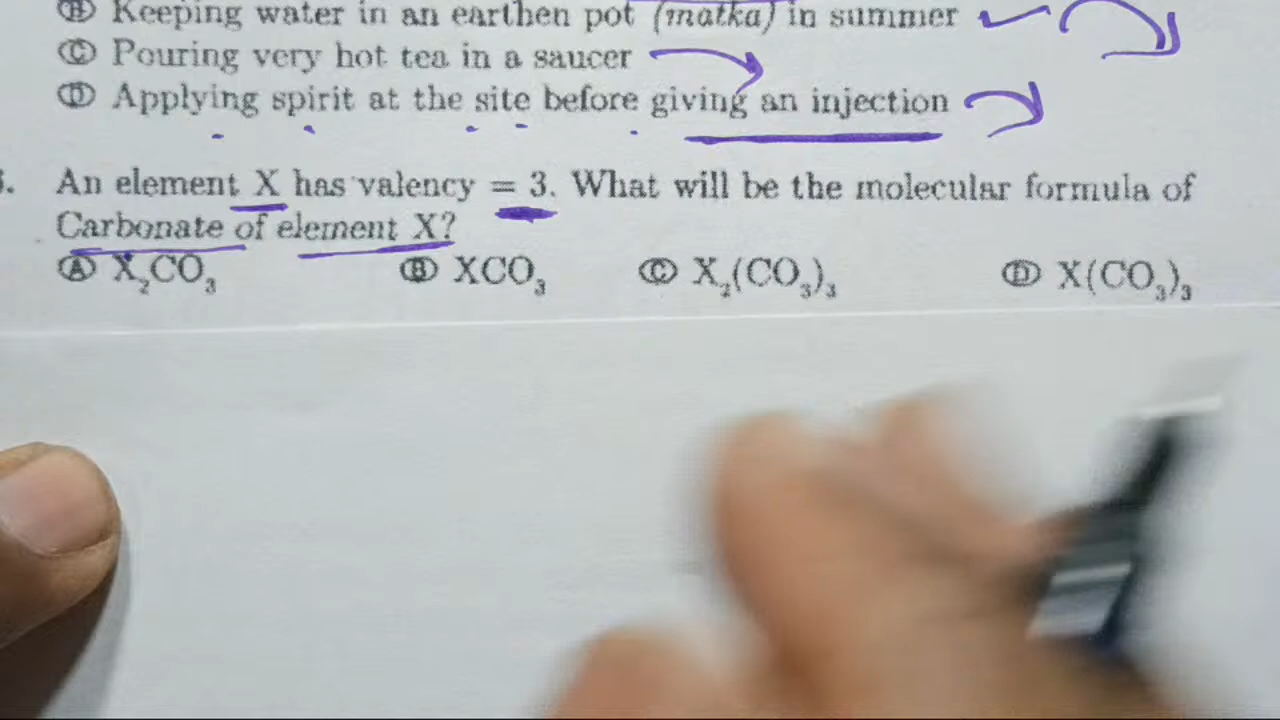 Ⓑ Keeping water in an earthen pot (matka) in summer
Ⓒ Pouring very hot tea in a saucer
Ⓓ Applying spirit at the site before giving an injection
An element X has valency = 3. What will be the molecular formula of
Carbonate of element X?
Ⓐ X₂CO₃ Ⓑ XCO₃ Ⓒ X₂(CO₃)₃ Ⓓ X(CO₃)₃